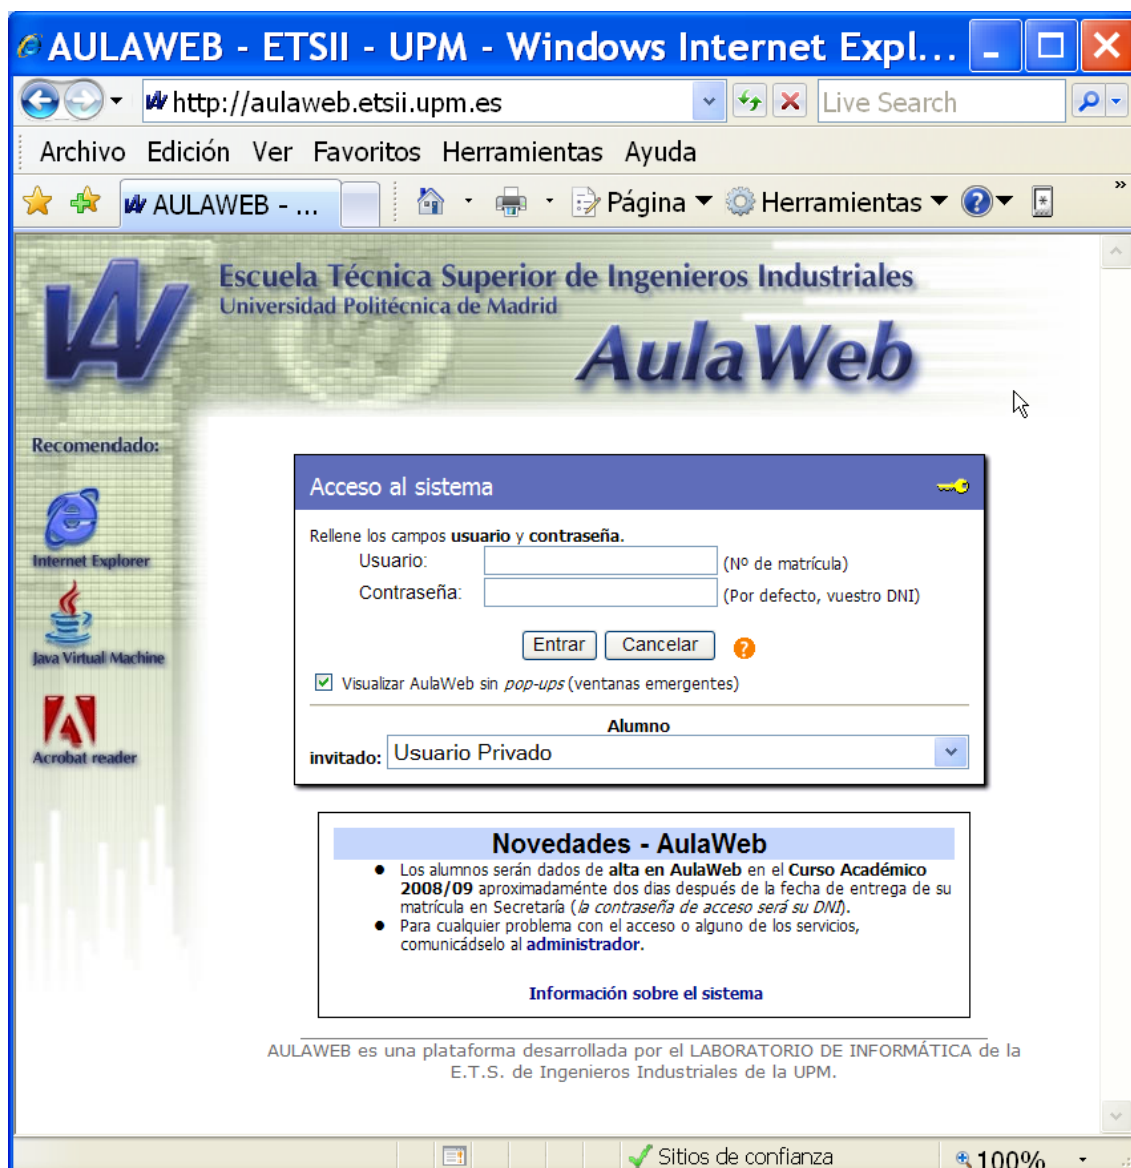 AULAWEB - ETSII - UPM - Windows Internet Expl...
http://aulaweb.etsii.upm.es
Live Search
Archivo Edición Ver Favoritos Herramientas Ayuda
AULAWEB - ...
Página
Herramientas
Escuela Técnica Superior de Ingenieros Industriales
Universidad Politécnica de Madrid
AulaWeb
Recomendado:
Internet Explorer
Java Virtual Machine
Acrobat reader
Acceso al sistema
Rellene los campos usuario y contraseña.
Usuario: (Nº de matrícula)
Contraseña: (Por defecto, vuestro DNI)
Entrar Cancelar ?
Visualizar AulaWeb sin pop-ups (ventanas emergentes)
Alumno
invitado: Usuario Privado
Novedades - AulaWeb
● Los alumnos serán dados de alta en AulaWeb en el Curso Académico
2008/09 aproximadaménte dos dias después de la fecha de entrega de su
matrícula en Secretaría (la contraseña de acceso será su DNI).
● Para cualquier problema con el acceso o alguno de los servicios,
comunicádselo al administrador.
Información sobre el sistema
AULAWEB es una plataforma desarrollada por el LABORATORIO DE INFORMÁTICA de la
E.T.S. de Ingenieros Industriales de la UPM.
Sitios de confianza
100%